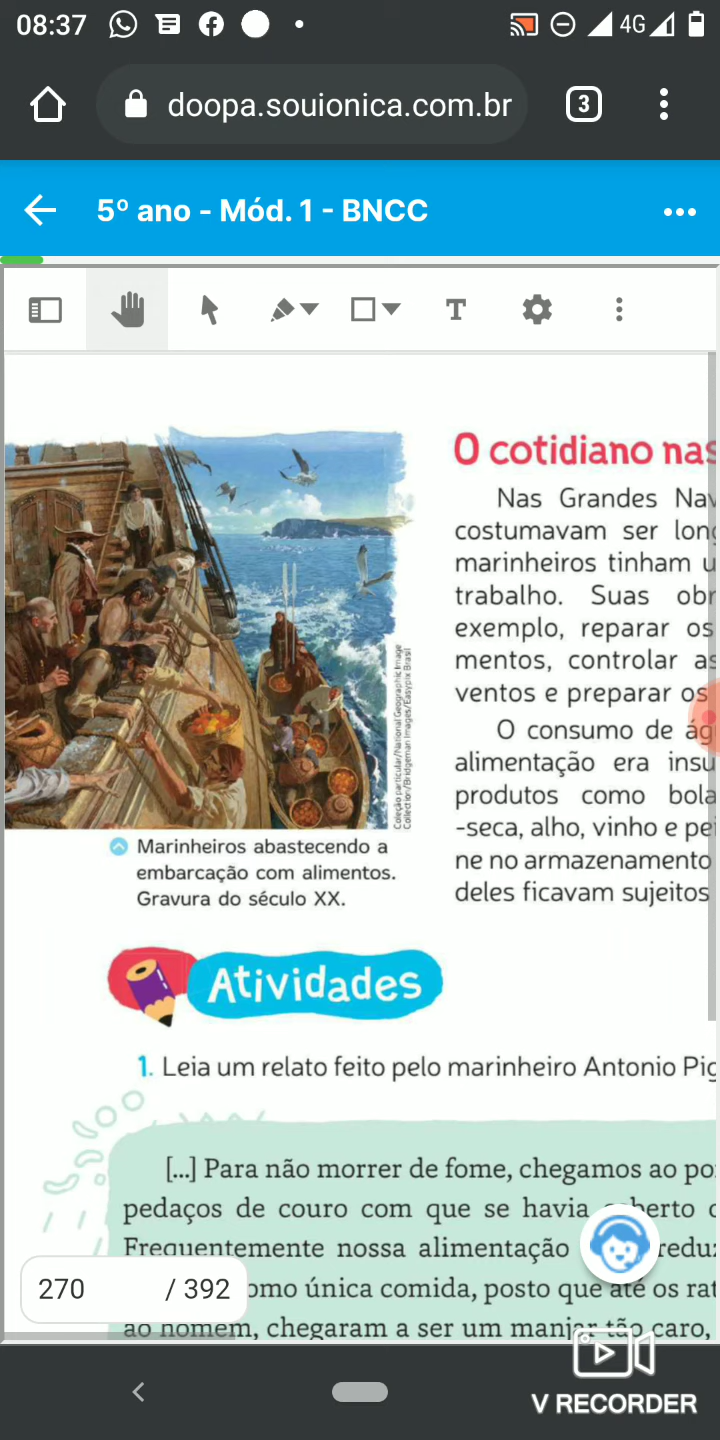 08:37
4G
doopa.souionica.com.br
3
5º ano - Mód. 1 - BNCC
T
Coleção particular/National Geographic Image
Collection/Bridgeman Images/Easypix Brasil
Marinheiros abastecendo a
embarcação com alimentos.
Gravura do século XX.
O cotidiano nas
Nas Grandes Nav
costumavam ser long
marinheiros tinham u
trabalho. Suas obr
exemplo, reparar os
mentos, controlar as
ventos e preparar os
O consumo de ág
alimentação era insu
produtos como bola
-seca, alho, vinho e pei
ne no armazenamento
deles ficavam sujeitos
Atividades
1. Leia um relato feito pelo marinheiro Antonio Pig
[...] Para não morrer de fome, chegamos ao po
pedaços de couro com que se havia
Frequentemente nossa alimentação
como única comida, posto que até os rat
ao homem, chegaram a ser um manjar tão caro,
270 / 392
V RECORDER